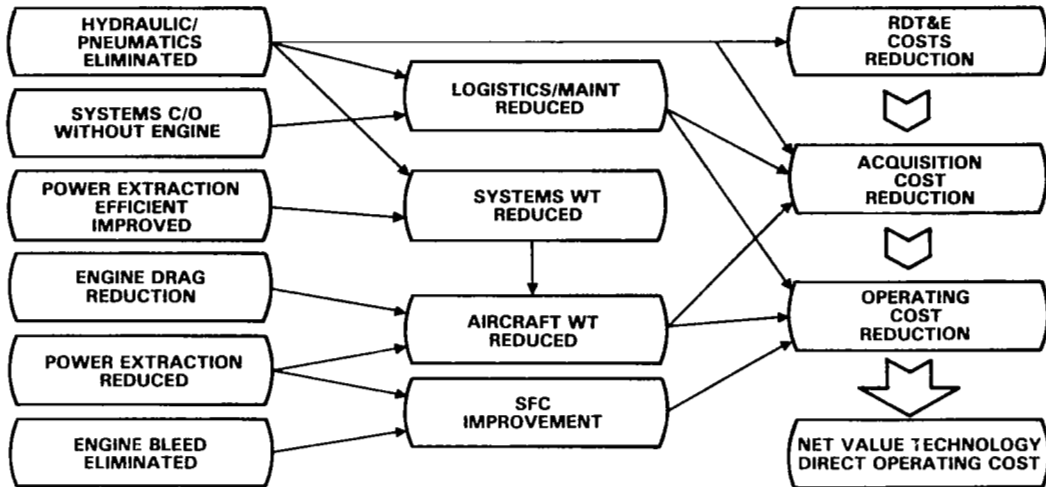 HYDRAULIC/
PNEUMATICS
ELIMINATED
SYSTEMS C/O
WITHOUT ENGINE
POWER EXTRACTION
EFFICIENT
IMPROVED
ENGINE DRAG
REDUCTION
POWER EXTRACTION
REDUCED
ENGINE BLEED
ELIMINATED
LOGISTICS/MAINT
REDUCED
SYSTEMS WT
REDUCED
AIRCRAFT WT
REDUCED
SFC
IMPROVEMENT
RDT&E
COSTS
REDUCTION
ACQUISITION
COST
REDUCTION
OPERATING
COST
REDUCTION
NET VALUE TECHNOLOGY
DIRECT OPERATING COST